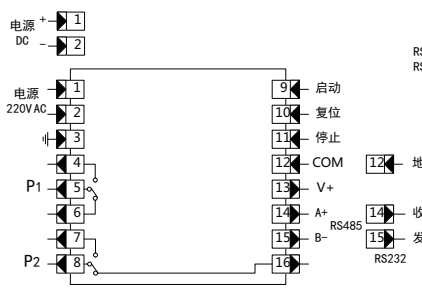 电源 + 1
DC - 2
RS
RS
电源 1 9 启动
220VAC 2 10 复位
3 11 停止
4 12 COM 12 地
P1 5 13 V+
6 14 A+ RS485 14 收
7 15 B- 15 发
RS232
P2 8 16